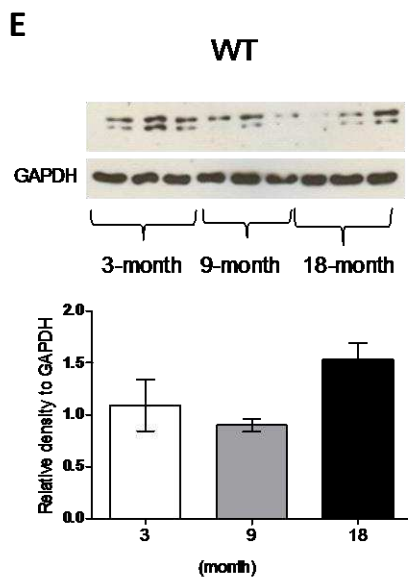 E
WT
GAPDH
3-month 9-month 18-month
Relative density to GAPDH
2.0
1.5
1.0
0.5
0.0
3 9 18
(month)